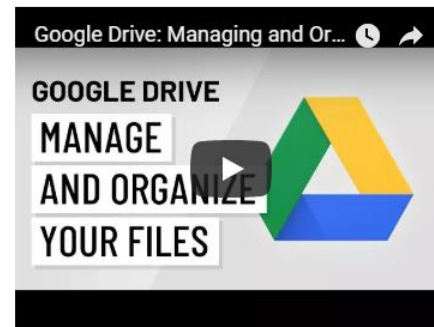 Google Drive: Managing and Or...
GOOGLE DRIVE
MANAGE
AND ORGANIZE
YOUR FILES